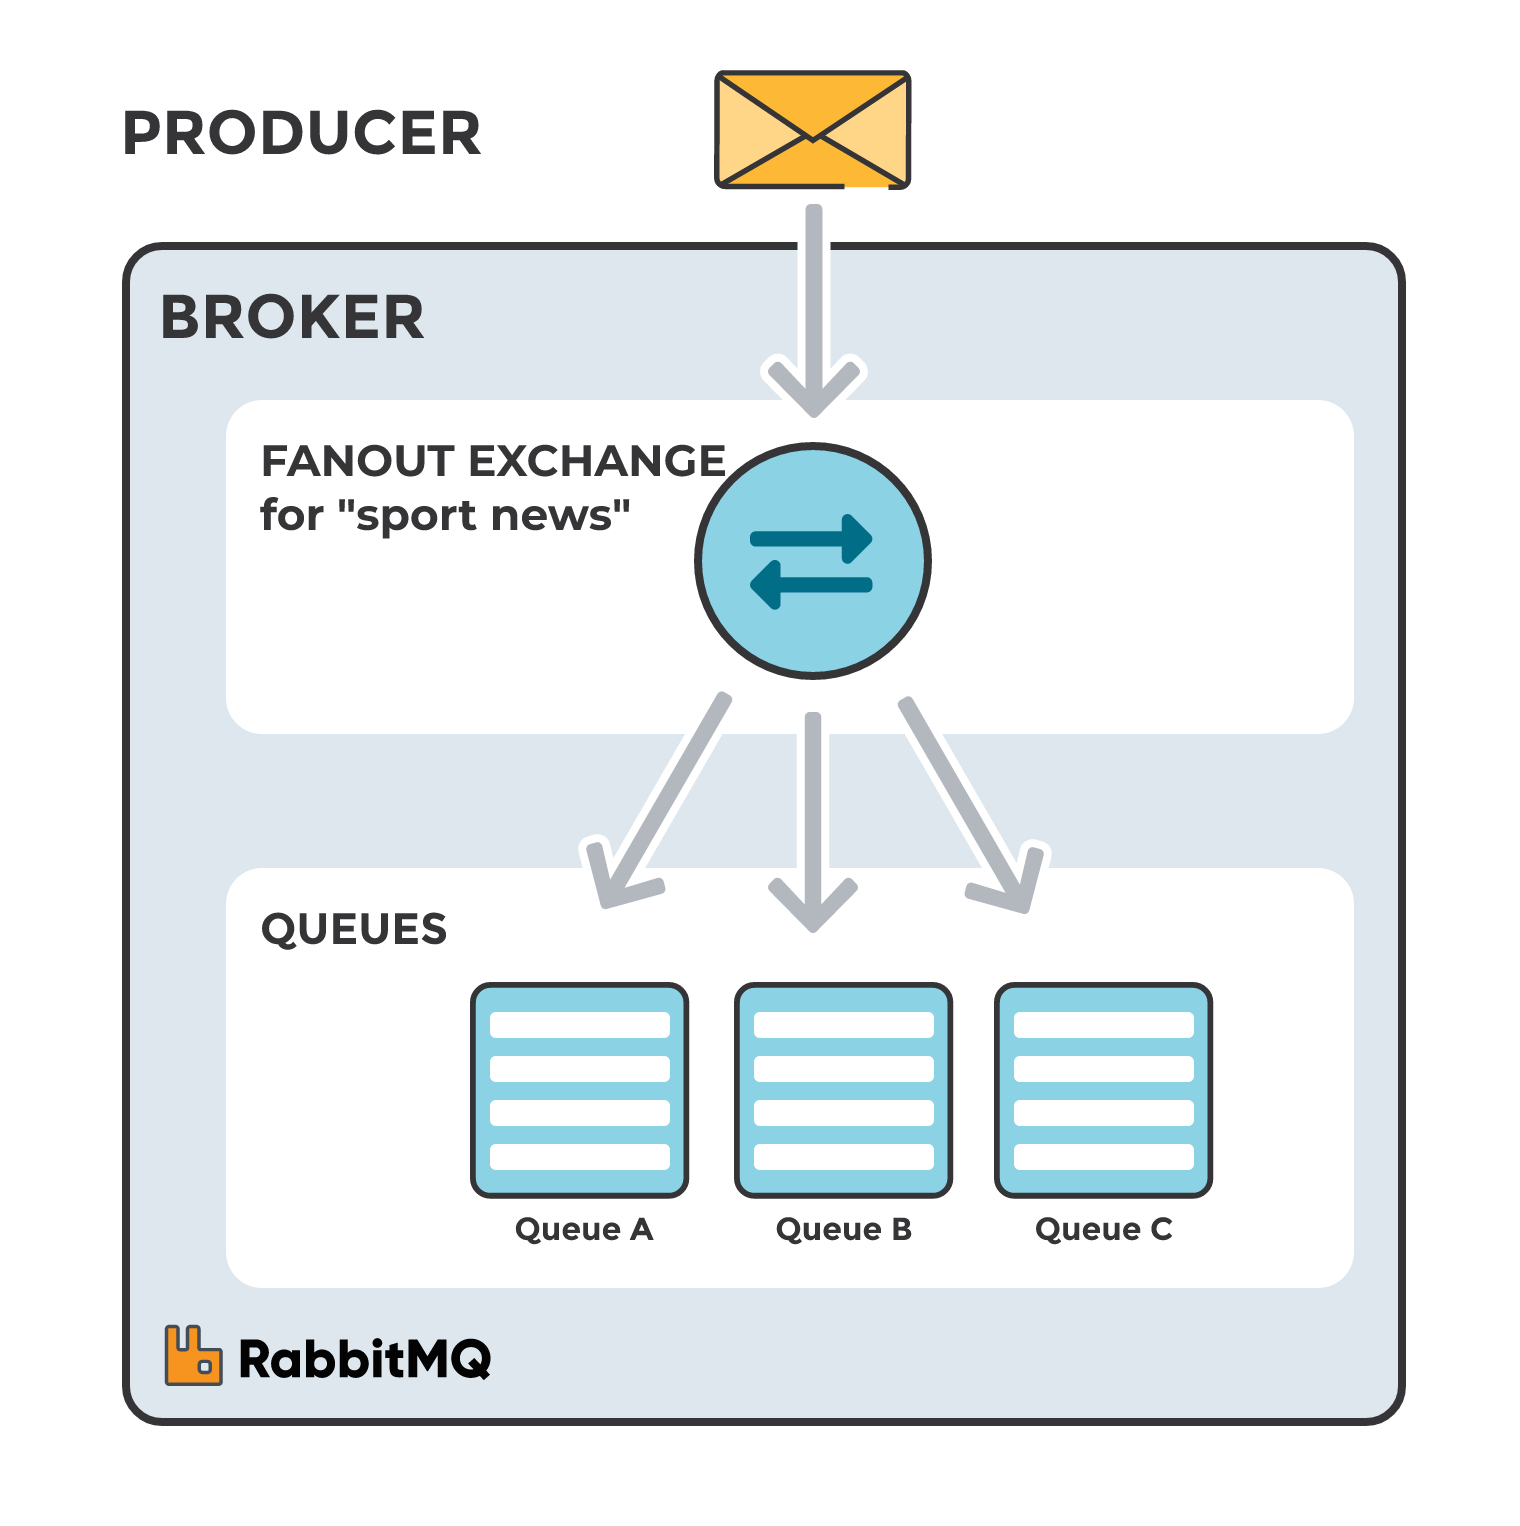 PRODUCER
BROKER
FANOUT EXCHANGE
for "sport news"
QUEUES
Queue A
Queue B
Queue C
RabbitMQ